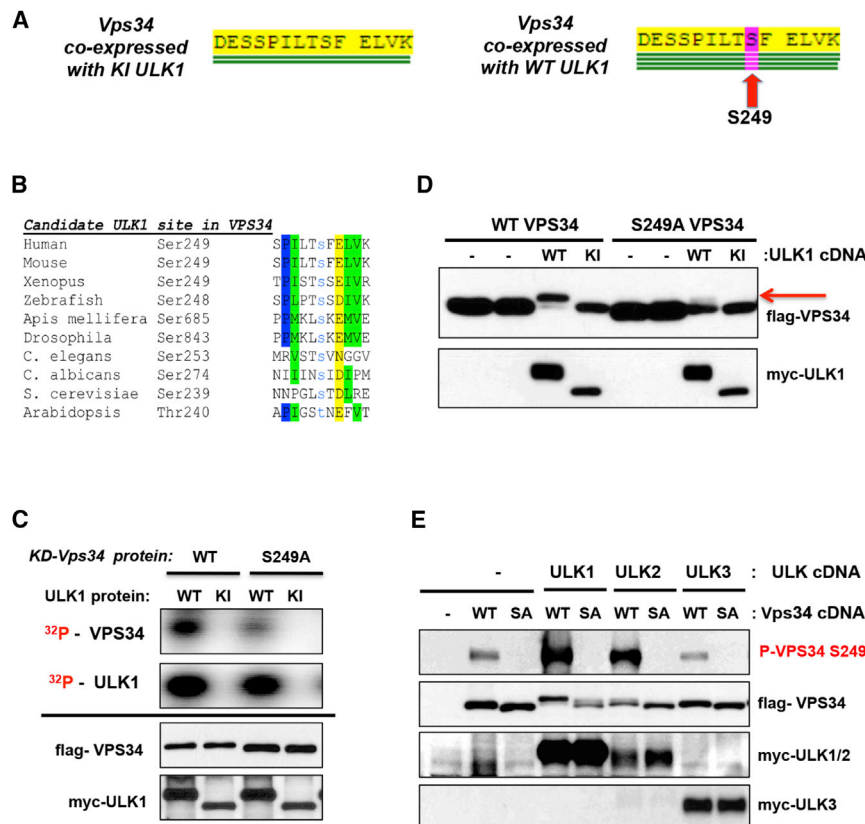 A
Vps34
co-expressed
with KI ULK1
DESSPILTSF ELVK
Vps34
co-expressed
with WT ULK1
DESSPILTSF ELVK
S249
B
Candidate ULK1 site in VPS34
Human Ser249 SPILTsFELVK
Mouse Ser249 SPILTsFELVK
Xenopus Ser249 TPISTsSEIVR
Zebrafish Ser248 SPLPTsSDIVK
Apis mellifera Ser685 PPMKLsKEMVE
Drosophila Ser843 PPMKLsKEMVE
C. elegans Ser253 MRVSTsVNGGV
C. albicans Ser274 NIIINsIDIPM
S. cerevisiae Ser239 NNPGLsTDLRE
Arabidopsis Thr240 APIGStNEFVT
C
KD-Vps34 protein: WT S249A
ULK1 protein: WT KI WT KI
32P - VPS34
32P - ULK1
flag- VPS34
myc-ULK1
D
WT VPS34 S249A VPS34
- - WT KI - - WT KI :ULK1 cDNA
flag-VPS34
myc-ULK1
E
- ULK1 ULK2 ULK3 : ULK cDNA
- WT SA WT SA WT SA WT SA : Vps34 cDNA
P-VPS34 S249
flag- VPS34
myc-ULK1/2
myc-ULK3